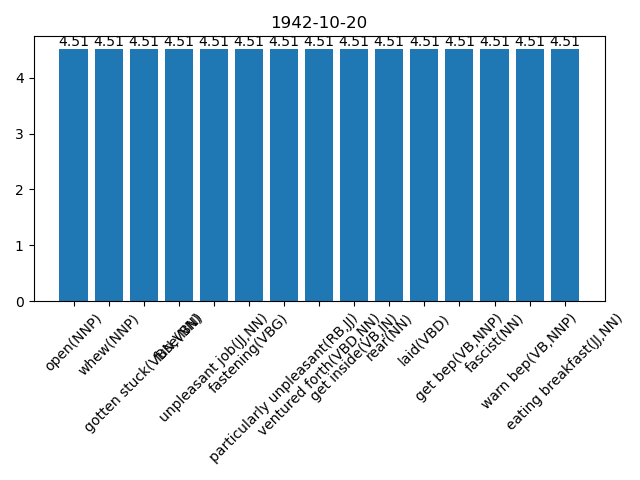 1942-10-20
4.51 4.51 4.51 4.51 4.51 4.51 4.51 4.51 4.51 4.51 4.51 4.51 4.51 4.51 4.51
4
3
2
1
0
open(NNP)
whew(NNP)
gotten stuck(VBN,VBN)
unpleasant job(JJ,NN)
fastening(VBG)
particularly unpleasant(RB,JJ)
ventured forth(VBD,NN)
get inside(VB,IN)
rear(NN)
laid(VBD)
get bep(VB,NNP)
fascist(NN)
warn bep(VB,NNP)
eating breakfast(JJ,NN)